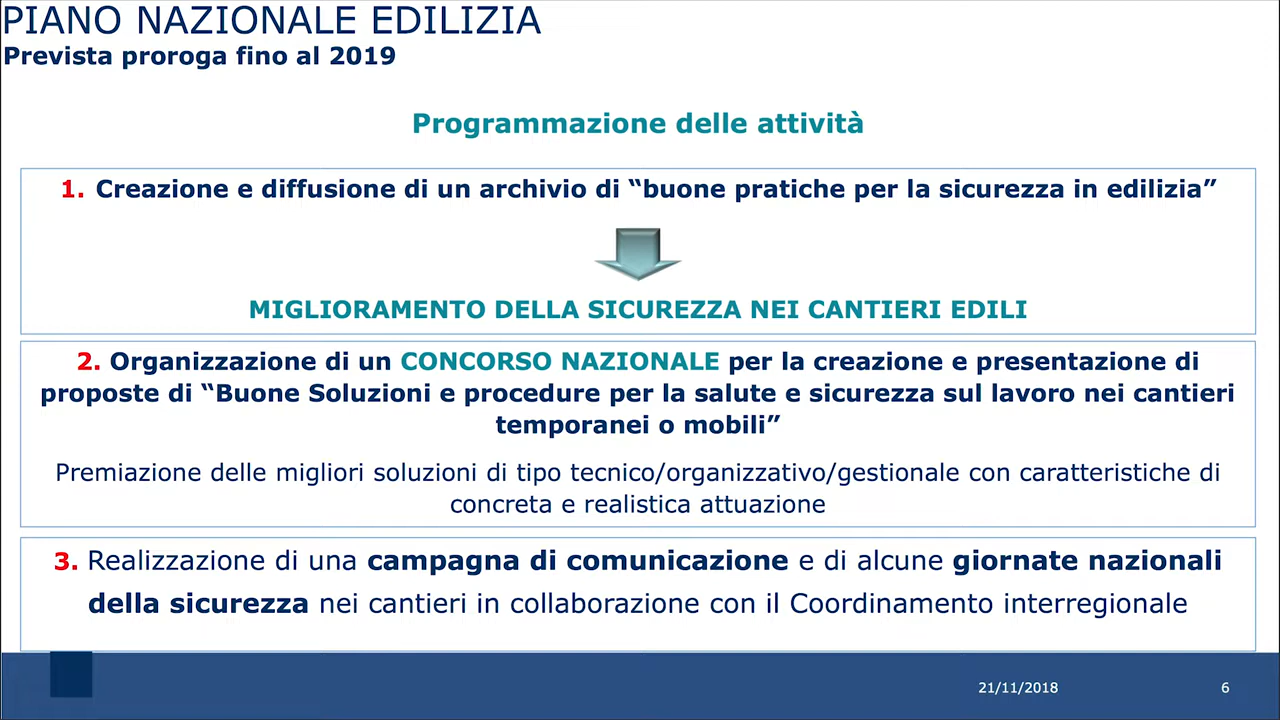 PIANO NAZIONALE EDILIZIA
Prevista proroga fino al 2019
Programmazione delle attività
1. Creazione e diffusione di un archivio di “buone pratiche per la sicurezza in edilizia”
MIGLIORAMENTO DELLA SICUREZZA NEI CANTIERI EDILI
2. Organizzazione di un CONCORSO NAZIONALE per la creazione e presentazione di
proposte di “Buone Soluzioni e procedure per la salute e sicurezza sul lavoro nei cantieri
temporanei o mobili”
Premiazione delle migliori soluzioni di tipo tecnico/organizzativo/gestionale con caratteristiche di
concreta e realistica attuazione
3. Realizzazione di una campagna di comunicazione e di alcune giornate nazionali
della sicurezza nei cantieri in collaborazione con il Coordinamento interregionale
21/11/2018
6